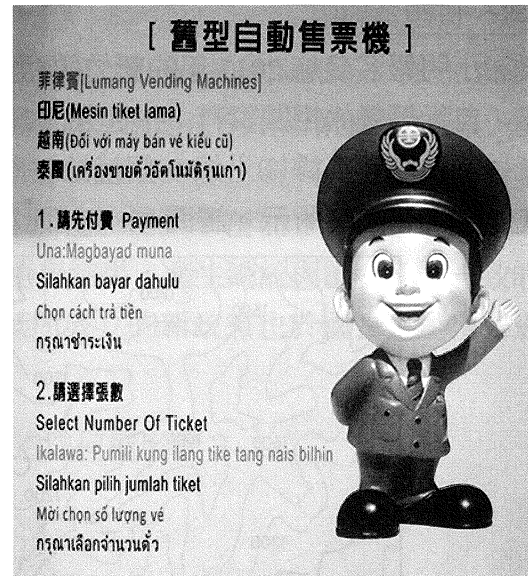 [ 舊型自動售票機 ]
菲律賓[Lumang Vending Machines]
印尼(Mesin tiket lama)
越南(Đối với máy bán vé kiểu cũ)
泰國(เครื่องขายตั๋วอัตโนมัติรุ่นเก่า)
1.請先付費 Payment
Una:Magbayad muna
Silahkan bayar dahulu
Chọn cách trả tiền
กรุณาชำระเงิน
2.請選擇張數
Select Number Of Ticket
Ikalawa: Pumili kung ilang tike tang nais bilhin
Silahkan pilih jumlah tiket
Mời chọn số lượng vé
กรุณาเลือกจำนวนตั๋ว